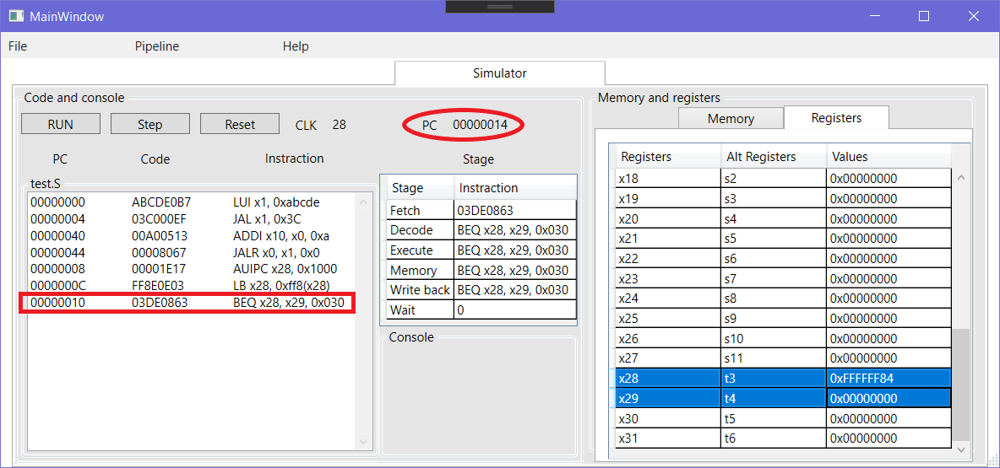 MainWindow
File Pipeline Help
Simulator
Code and console
RUN Step Reset CLK 28 PC 00000014
PC Code Instraction Stage
test.S
00000000 ABCDE0B7 LUI x1, 0xabcde
00000004 03C000EF JAL x1, 0x3C
00000040 00A00513 ADDI x10, x0, 0xa
00000044 00008067 JALR x0, x1, 0x0
00000008 00001E17 AUIPC x28, 0x1000
0000000C FF8E0E03 LB x28, 0xff8(x28)
00000010 03DE0863 BEQ x28, x29, 0x030
Stage Instraction
Fetch 03DE0863
Decode BEQ x28, x29, 0x030
Execute BEQ x28, x29, 0x030
Memory BEQ x28, x29, 0x030
Write back BEQ x28, x29, 0x030
Wait 0
Console
Memory and registers
Memory Registers
Registers Alt Registers Values
x18 s2 0x00000000
x19 s3 0x00000000
x20 s4 0x00000000
x21 s5 0x00000000
x22 s6 0x00000000
x23 s7 0x00000000
x24 s8 0x00000000
x25 s9 0x00000000
x26 s10 0x00000000
x27 s11 0x00000000
x28 t3 0xFFFFFF84
x29 t4 0x00000000
x30 t5 0x00000000
x31 t6 0x00000000